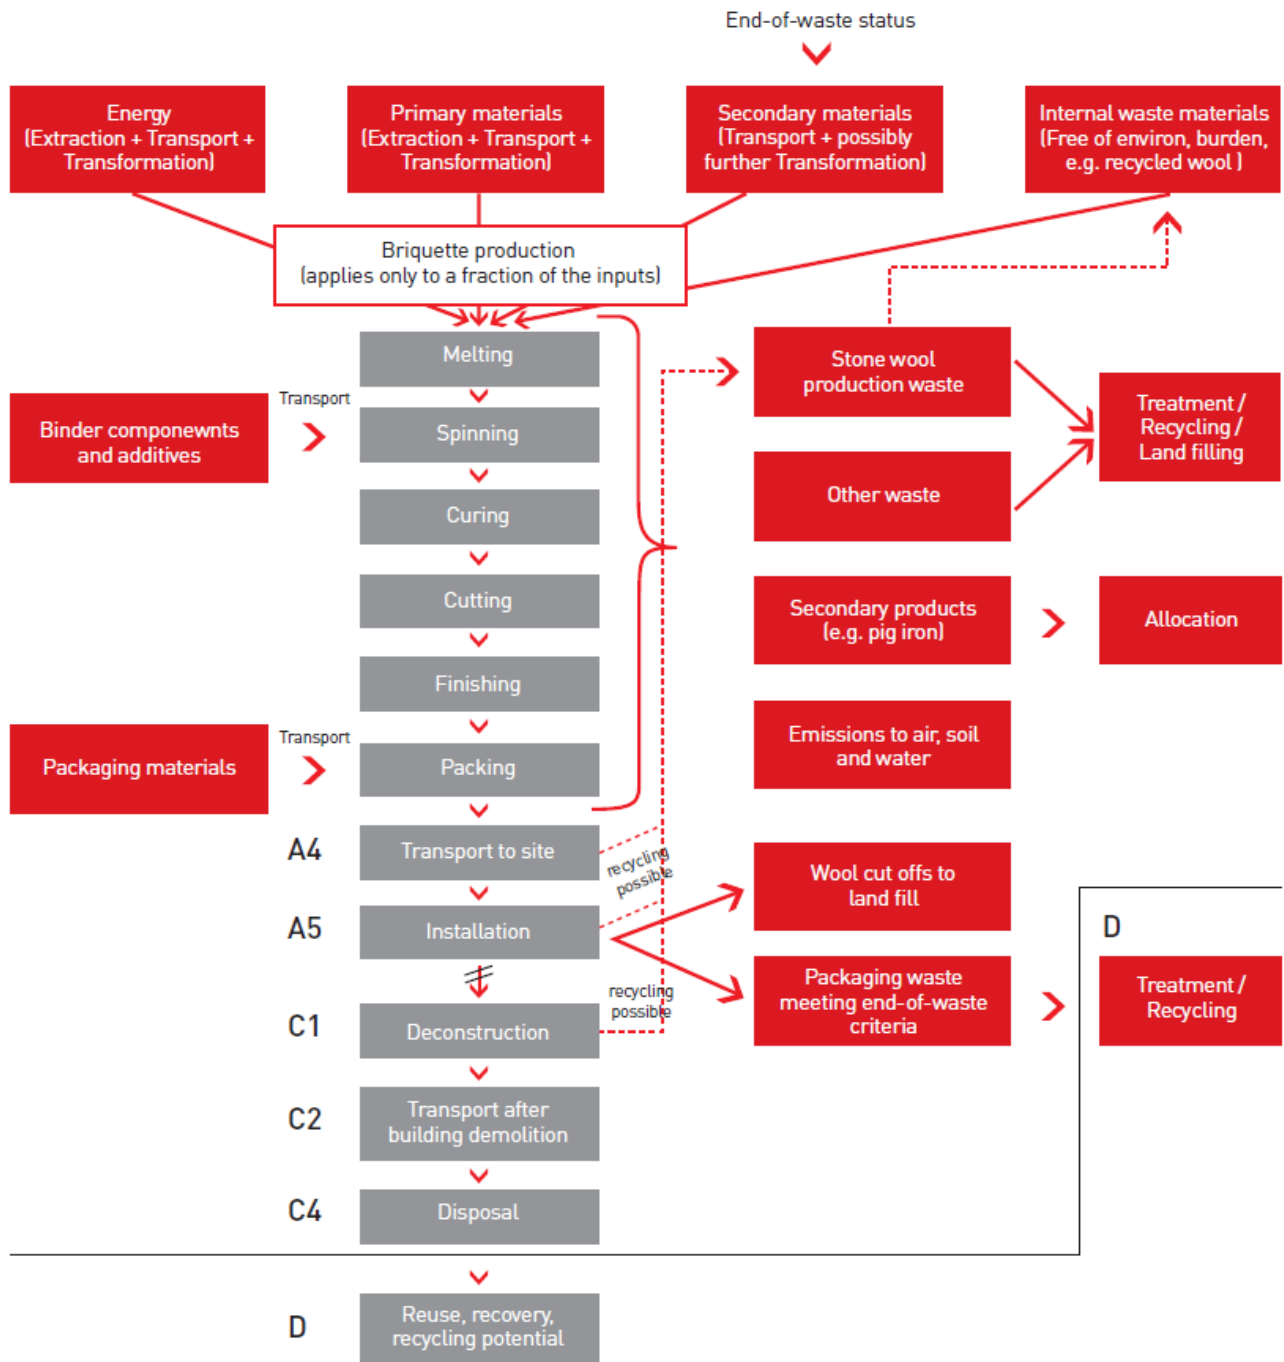 End-of-waste status
Energy
(Extraction + Transport +
Transformation)
Primary materials
(Extraction + Transport +
Transformation)
Secondary materials
(Transport + possibly
further Transformation)
Internal waste materials
(Free of environ, burden,
e.g. recycled wool )
Briquette production
(applies only to a fraction of the inputs)
Melting
Stone wool
production waste
Treatment /
Recycling /
Land filling
Transport
Binder componewnts
and additives
Spinning
Curing
Other waste
Cutting
Secondary products
(e.g. pig iron)
Allocation
Finishing
Transport
Packaging materials
Packing
Emissions to air, soil
and water
A4
Transport to site
recycling
possible
Wool cut offs to
land fill
A5
Installation
D
recycling
possible
Packaging waste
meeting end-of-waste
criteria
Treatment /
Recycling
C1
Deconstruction
C2
Transport after
building demolition
C4
Disposal
D
Reuse, recovery,
recycling potential